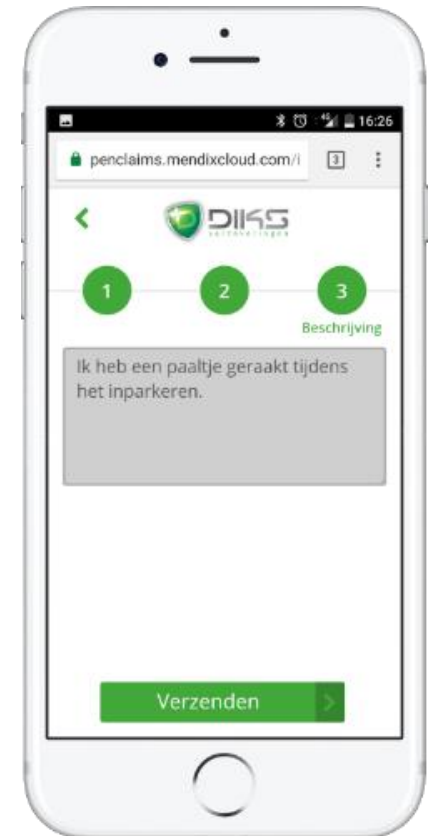 16:26
penclaims.mendixcloud.com/i
3
DIKS
verzekeringen
1
2
3
Beschrijving
Ik heb een paaltje geraakt tijdens
het inparkeren.
Verzenden